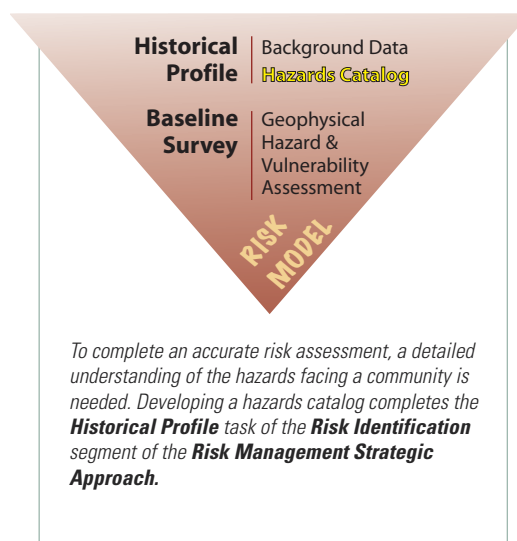 Historical Profile
Background Data
Hazards Catalog
Baseline Survey
Geophysical
Hazard &
Vulnerability
Assessment
RISK
MODEL
To complete an accurate risk assessment, a detailed
understanding of the hazards facing a community is
needed. Developing a hazards catalog completes the
Historical Profile task of the Risk Identification
segment of the Risk Management Strategic
Approach.